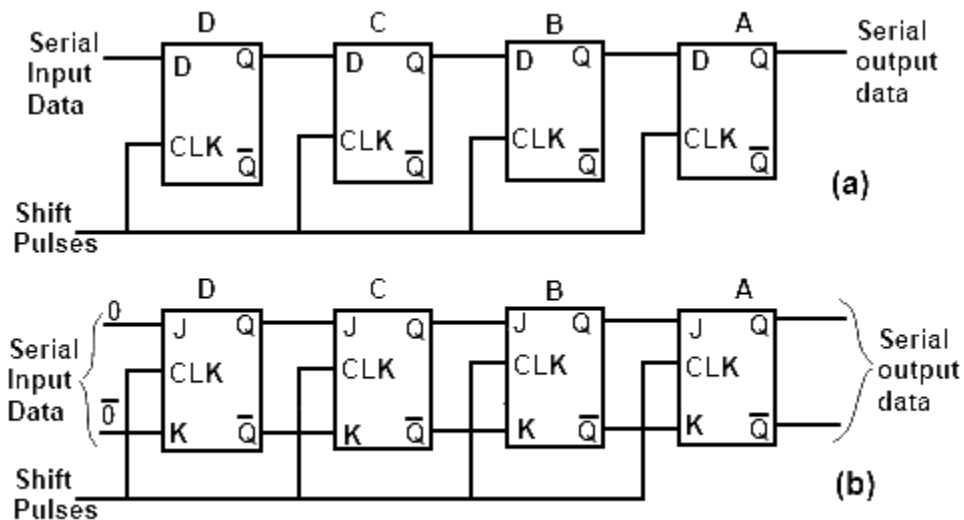 D C B A
Serial Input Data
D Q D Q D Q D Q
Serial output data
CLK Q̅ CLK Q̅ CLK Q̅ CLK Q̅
(a)
Shift Pulses
D C B A
0
J Q J Q J Q J Q
Serial Input Data
CLK CLK CLK CLK
Serial output data
0̅
K Q̅ K Q̅ K Q̅ K Q̅
Shift Pulses
(b)